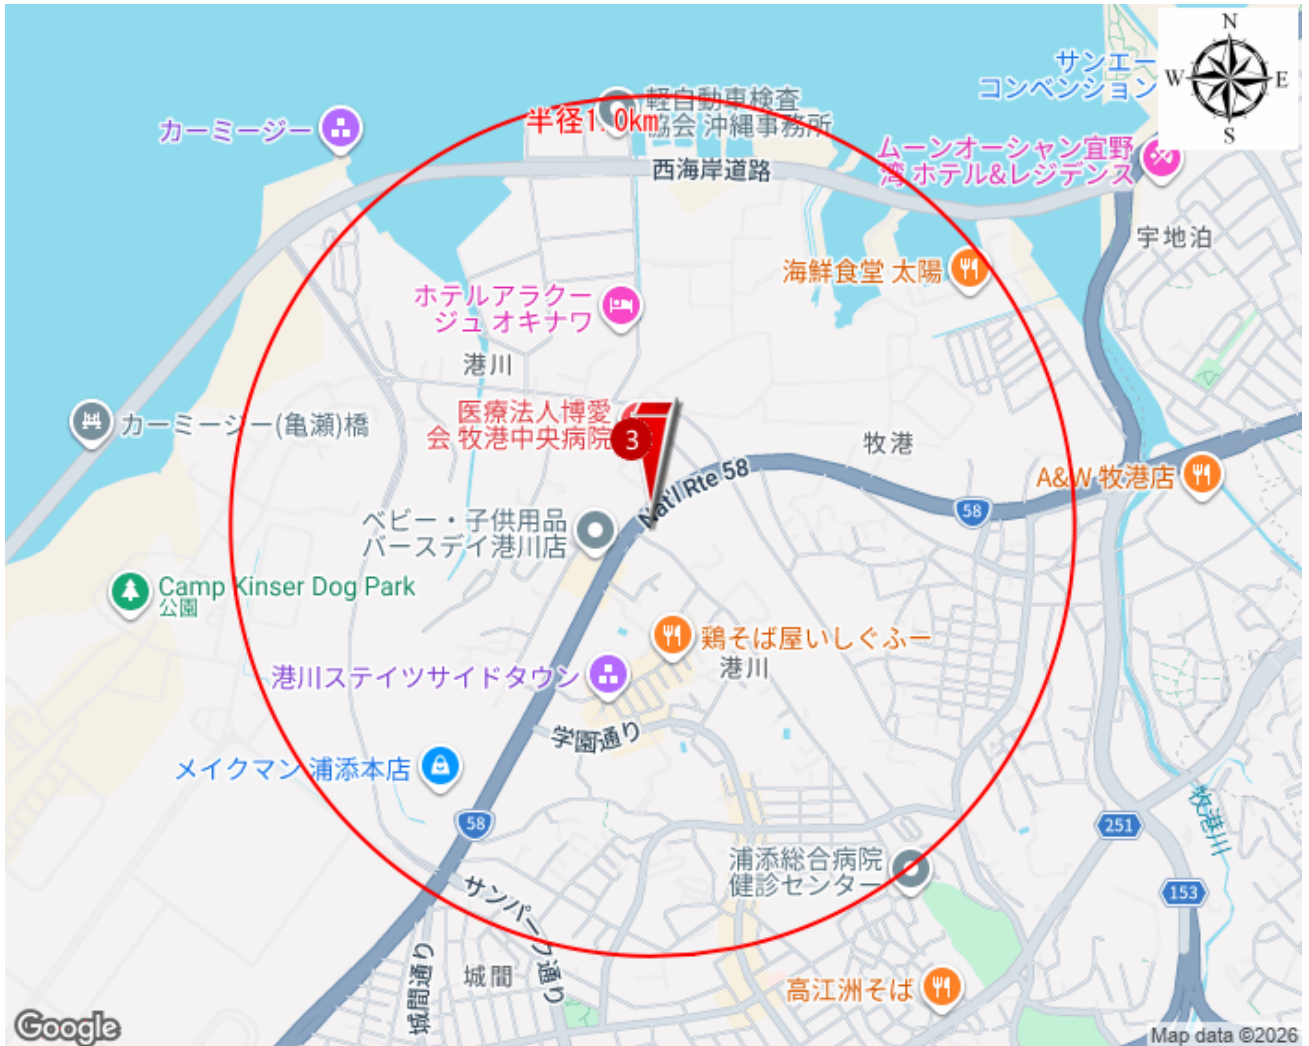 N
W
E
S
サンエー
コンベンション
軽自動車検査
協会 沖縄事務所
半径1.0km
カーミージー
西海岸道路
ムーンオーシャン宜野
湾 ホテル&レジデンス
宇地泊
海鮮食堂 太陽
ホテルアラクー
ジュ オキナワ
港川
医療法人博愛
会 牧港中央病院
3
カーミージー(亀瀬)橋
牧港
Nat'l Rte 58
A&W 牧港店
58
ベビー・子供用品
バースデイ港川店
Camp Kinser Dog Park
公園
鶏そば屋いしぐふー
港川
港川ステイツサイドタウン
学園通り
メイクマン 浦添本店
58
251
牧港川
浦添総合病院
健診センター
153
サンパーク通り
城間通り
城間
高江洲そば
Google
Map data ©2026